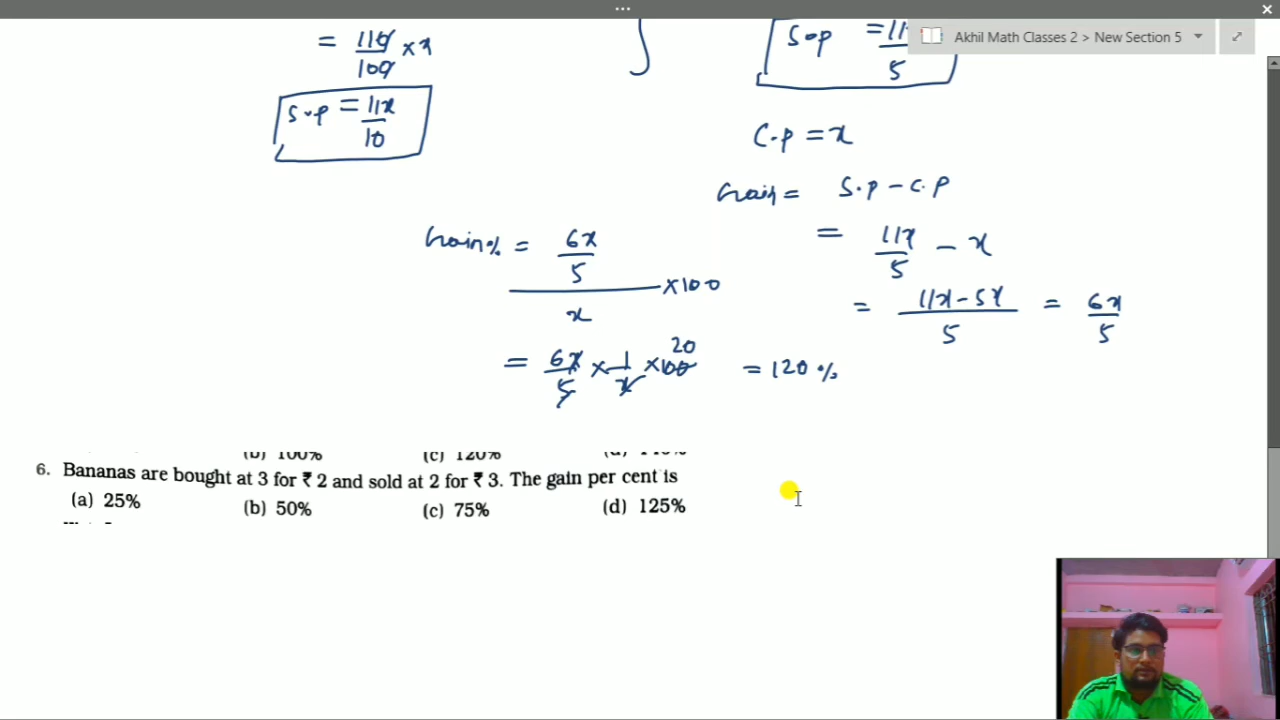 ...
Akhil Math Classes 2 > New Section 5
= 110/100 × x
S.p = 11
5
S.p = 11x/10
C.p = x
Gain = S.p - C.P
= 11x/5 - x
Gain% = 6x/5 / x × 100
= 11x-5x/5 = 6x/5
= 6x/5 × 1/x × 100 20 = 120%
(b) 100% (c) 120%
6. Bananas are bought at 3 for ₹ 2 and sold at 2 for ₹ 3. The gain per cent is
(a) 25% (b) 50% (c) 75% (d) 125%